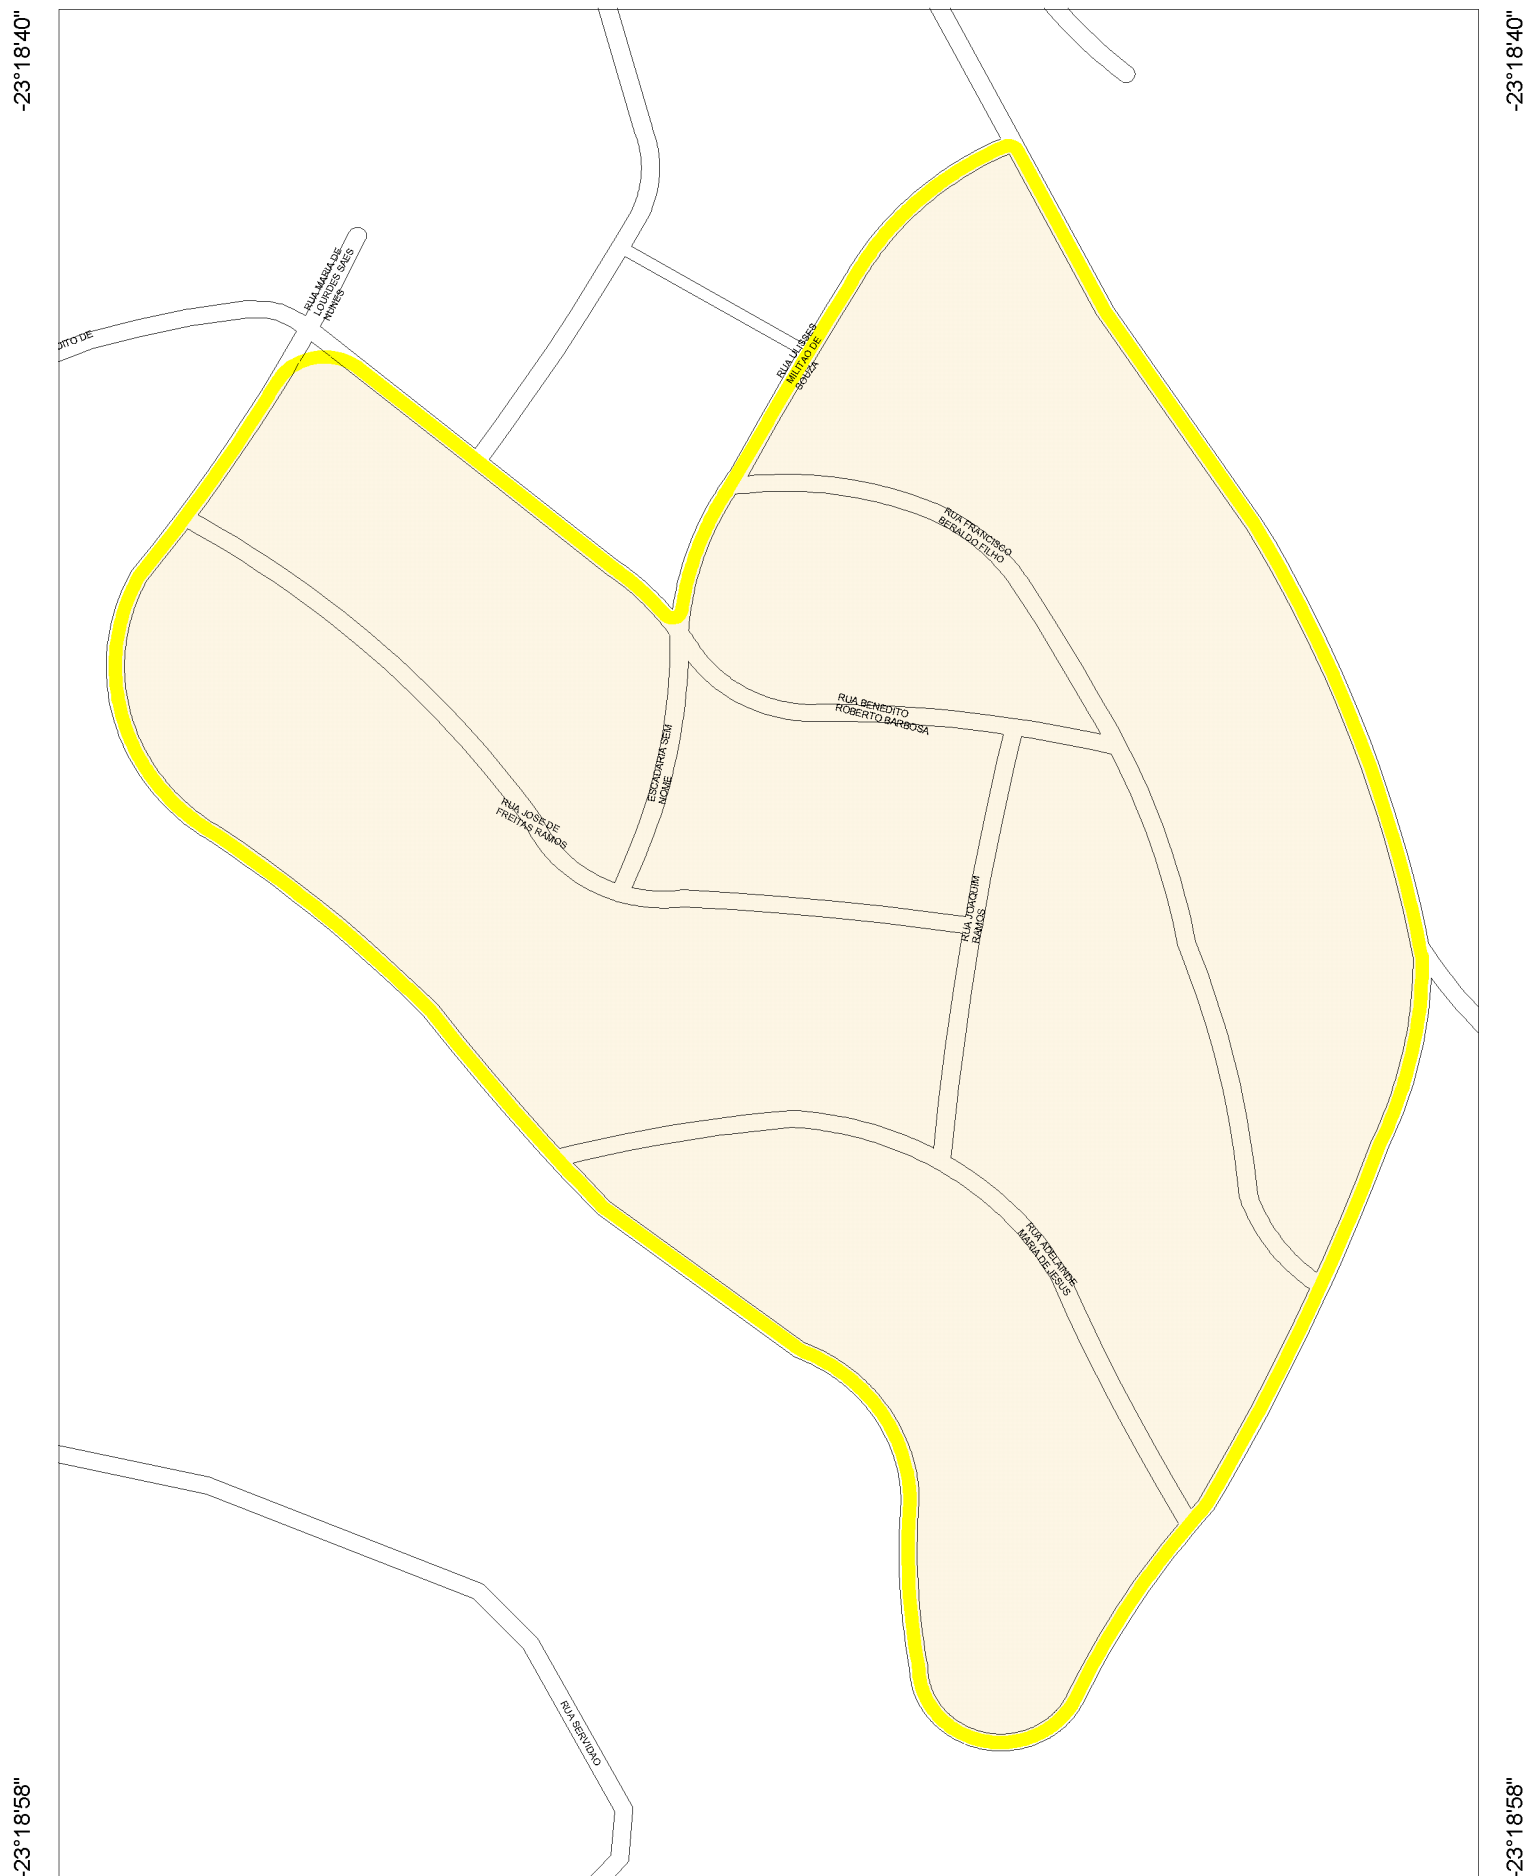 -23°18'40"
-23°18'40"
RUA MARIA DE
LOURDES SAES
NUNES
DITO DE
RUA ULISSES
MILITAO DE
SOUZA
RUA FRANCISCO
BERALDO FILHO
RUA BENEDITO
ROBERTO BARBOSA
ESCADARIA SEM
NOME
RUA JOSE DE
FREITAS RAMOS
RUA JOAQUIM
RAMOS
RUA ADELAINDE
MARIA DE JESUS
RUA SERVIDAO
-23°18'58"
-23°18'58"